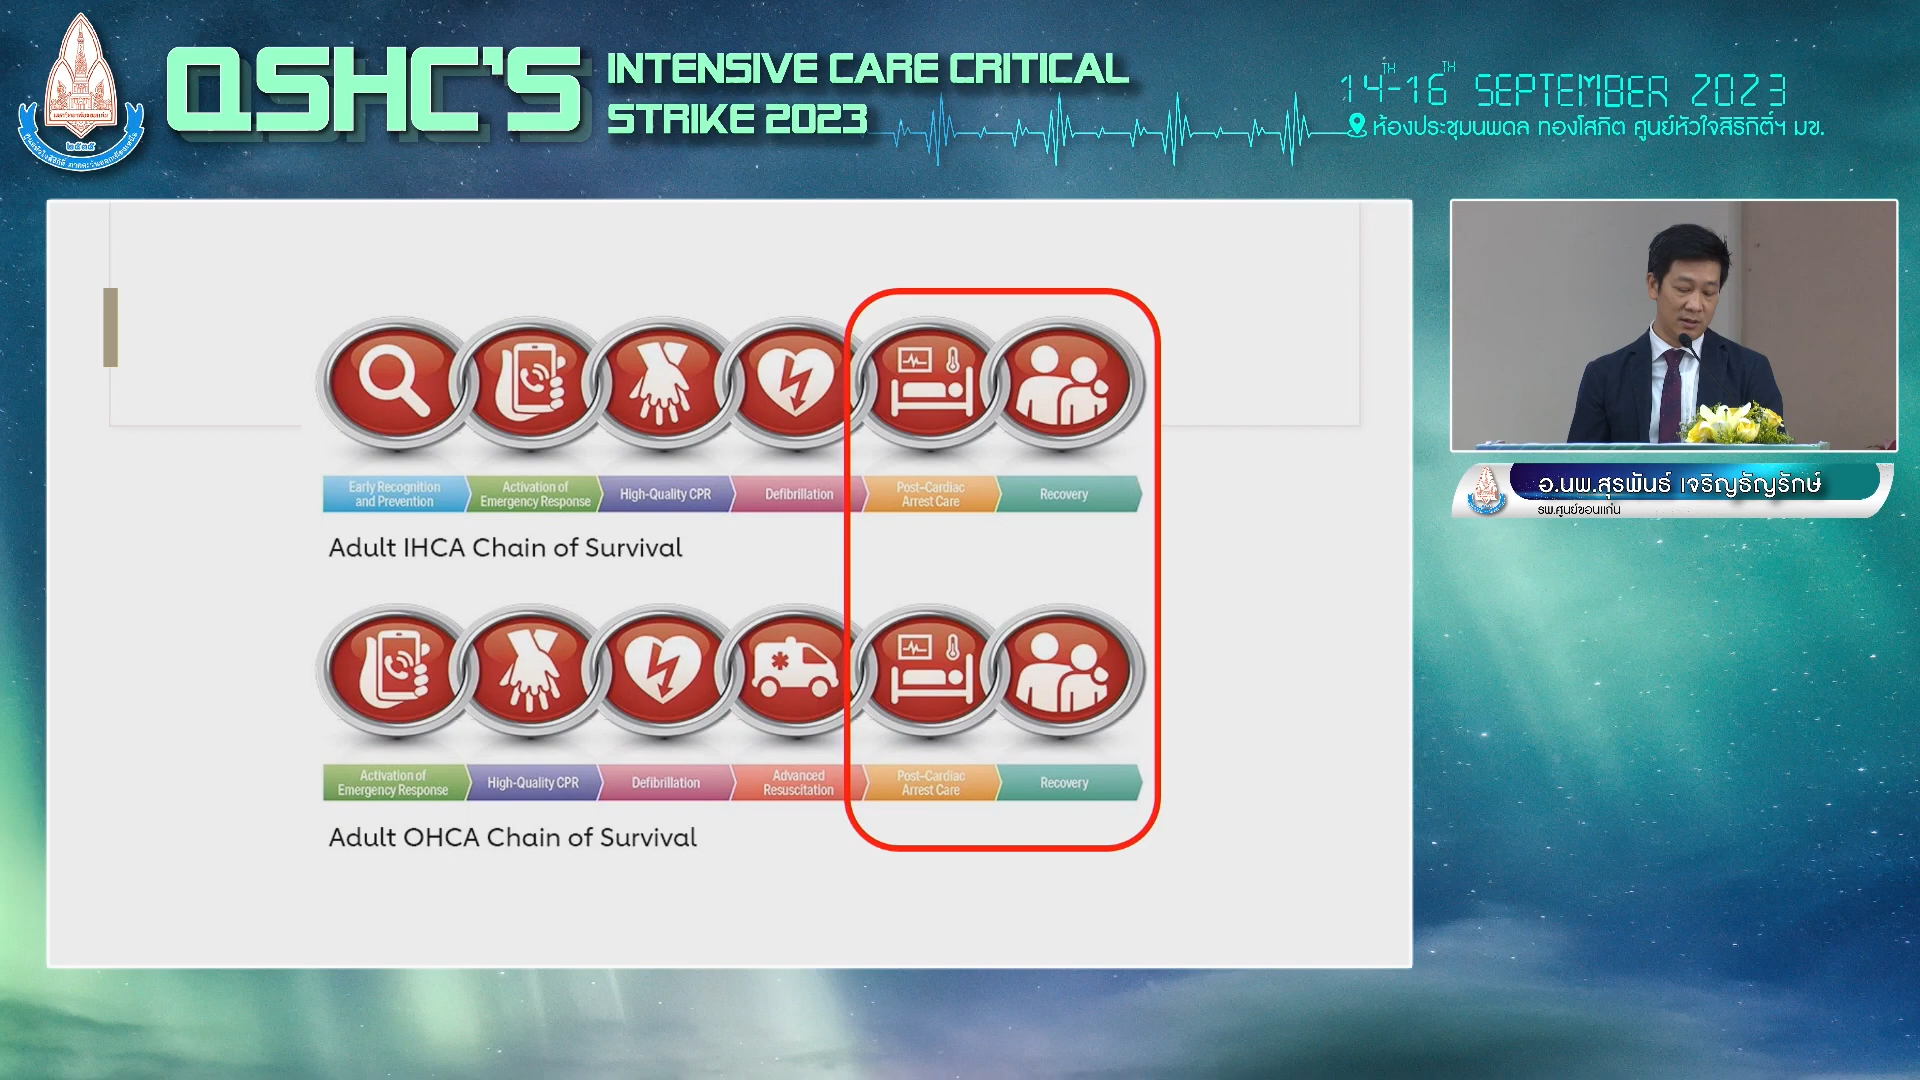 QSHC'S
INTENSIVE CARE CRITICAL
STRIKE 2023
14TH-16TH SEPTEMBER 2023
ห้องประชุมนพดล ทองโสภิต ศูนย์หัวใจสิริกิติ์ฯ มข.
Early Recognition
and Prevention
Activation of
Emergency Response
High-Quality CPR
Defibrillation
Post-Cardiac
Arrest Care
Recovery
Adult IHCA Chain of Survival
Activation of
Emergency Response
High-Quality CPR
Defibrillation
Advanced
Resuscitation
Post-Cardiac
Arrest Care
Recovery
Adult OHCA Chain of Survival
อ.นพ.สุรพันธ์ เจริญธัญรักษ์
รพ.ศูนย์ขอนแก่น